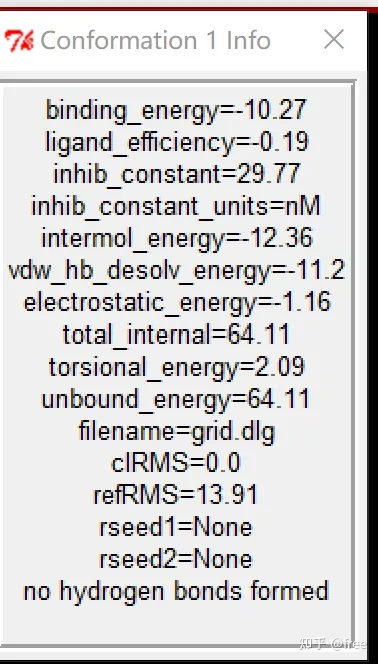 Conformation 1 Info
binding_energy=-10.27
ligand_efficiency=-0.19
inhib_constant=29.77
inhib_constant_units=nM
intermol_energy=-12.36
vdw_hb_desolv_energy=-11.2
electrostatic_energy=-1.16
total_internal=64.11
torsional_energy=2.09
unbound_energy=64.11
filename=grid.dlg
clRMS=0.0
refRMS=13.91
rseed1=None
rseed2=None
no hydrogen bonds formed
知乎 @free